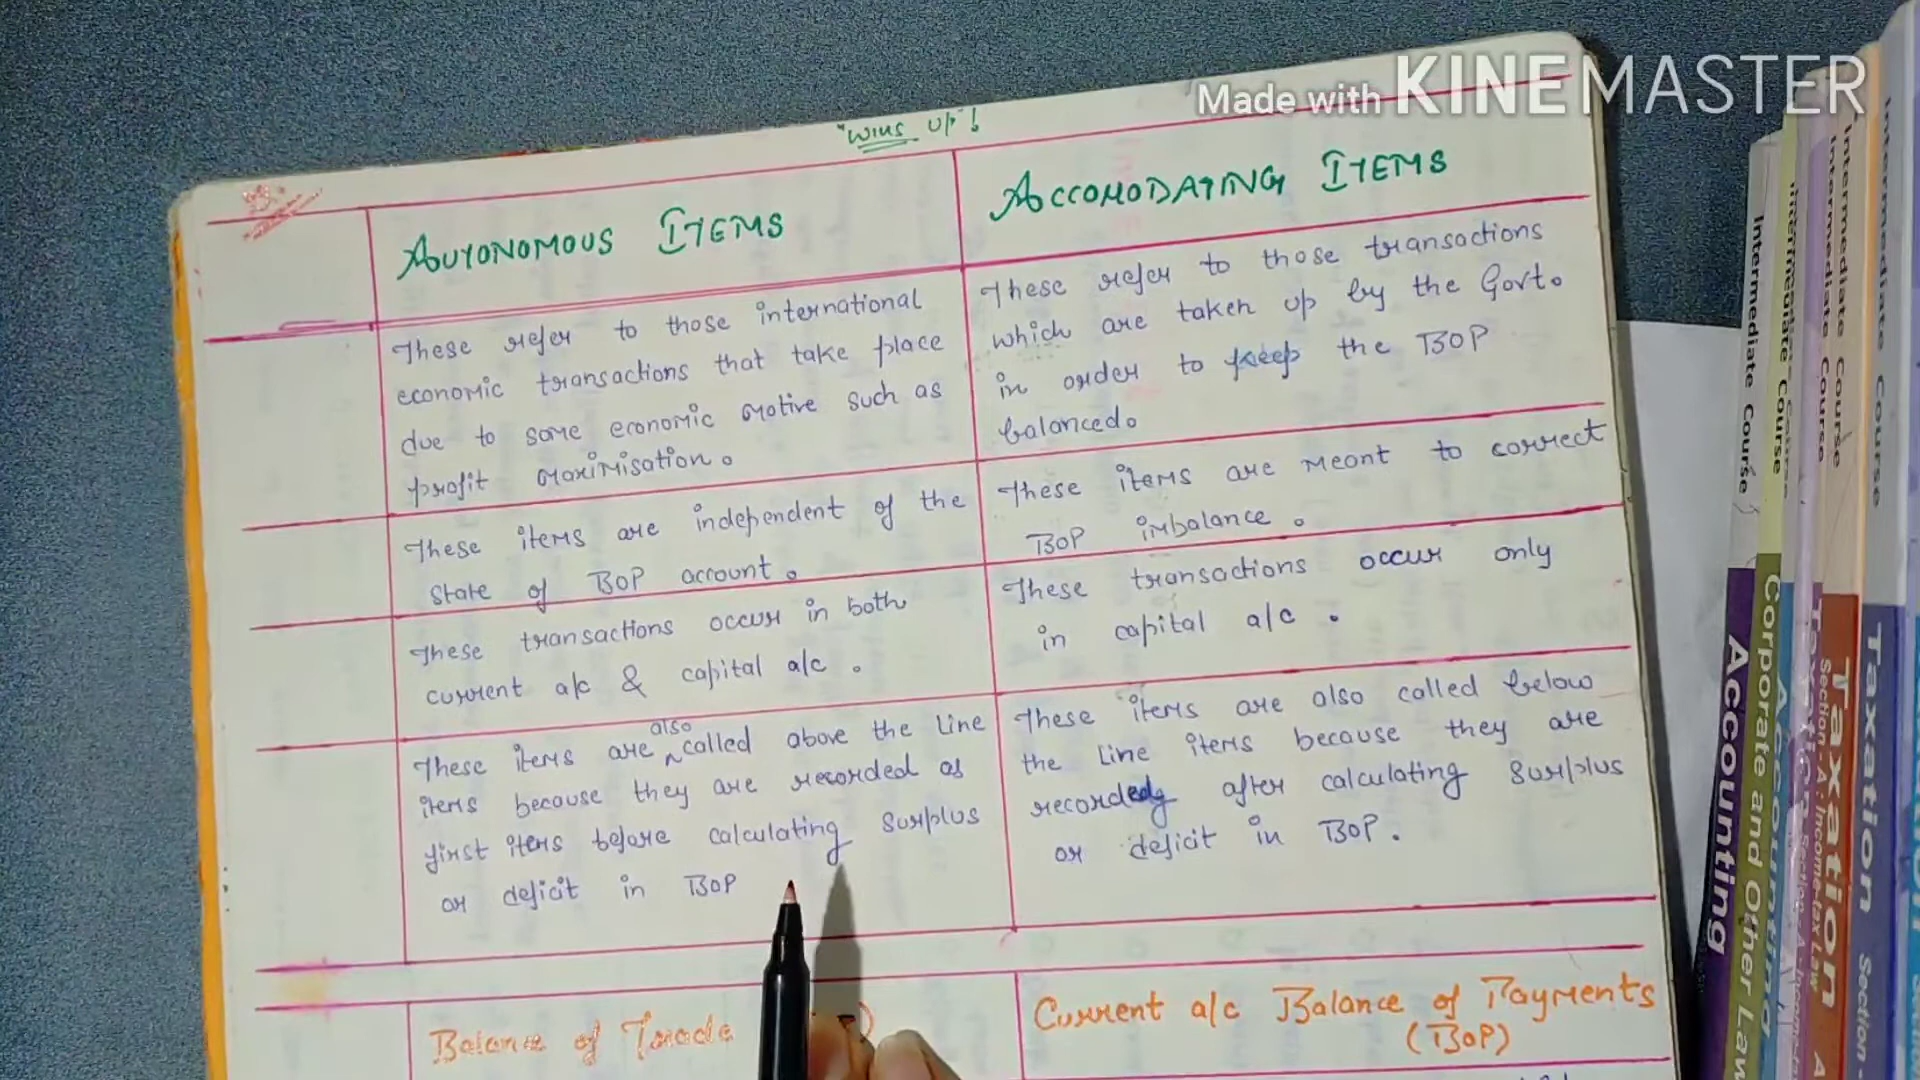 Made with KINEMASTER
"WINS UP!
AUTONOMOUS ITEMS
ACCOMODATING ITEMS
These refer to those international
economic transactions that take place
due to some economic motive such as
profit maximisation.
These refer to those transactions
which are taken up by the Govt.
in order to keep the BOP
balanced.
These items are independent of the
state of BOP account.
These items are meant to correct
BOP imbalance.
These transactions occur in both
current a/c & capital a/c.
These transactions occur only
in capital a/c.
These items are also called above the Line
items because they are recorded as
first items before calculating surplus
or deficit in BOP
These items are also called below
the Line items because they are
recorded after calculating surplus
or deficit in BOP.
Balance of Trade
Current a/c Balance of Payments
(BOP)
Intermediate Course
Accounting
Intermediate Course
Corporate and Other Law
Intermediate Course
Accounting
Intermediate Course
Taxation
Section - A : Income-tax Law
Intermediate Course
Taxation
Section -